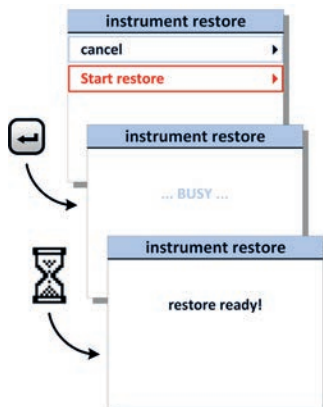 instrument restore
cancel
Start restore
instrument restore
... BUSY ...
instrument restore
restore ready!